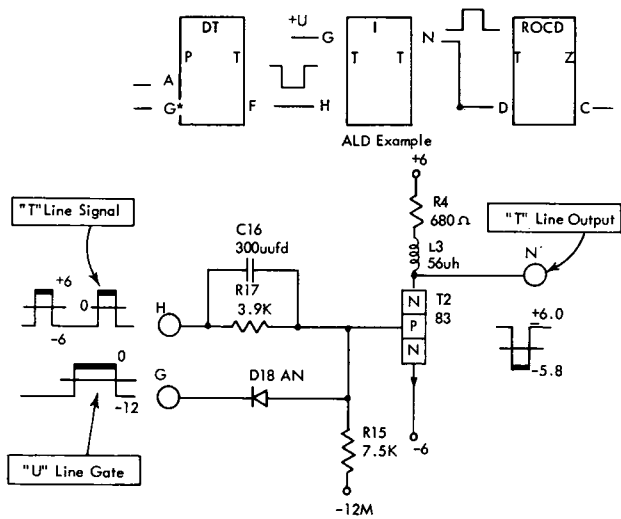 DT
I
ROCD
+U
G
N
P T
T T
T Z
A
G*
F
H
D
C
ALD Example
+6
"T" Line Signal
R4
680Ω
"T" Line Output
C16
300uufd
L3
56uh
N'
+6
0
-6
H
R17
3.9K
N
P
N
T2
83
+6.0
-5.8
0
-12
G
D18 AN
"U" Line Gate
R15
7.5K
-6
-12M